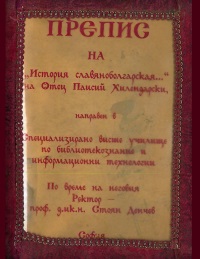 ПРЕПИС
НА
„История славяноболгарская..."
на Отец Паисий Хилендарски,
направен в
Специализирано висше училище
по библиотекознание и
информационни технологии
По време на неговия
Ректор –
проф. д.ик.н. Стоян Денчев
София